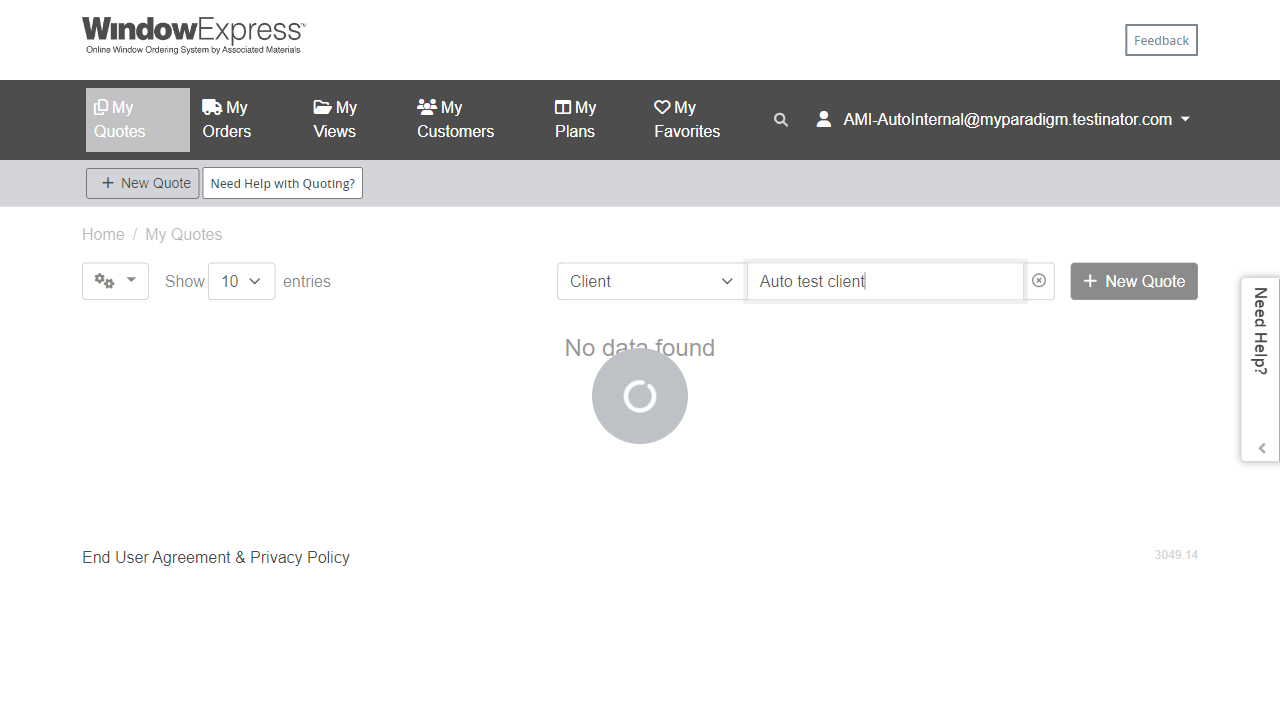 WindowExpress™
Online Window Ordering System by Associated Materials
Feedback
My Quotes
My Orders
My Views
My Customers
My Plans
My Favorites
AMI-AutoInternal@myparadigm.testinator.com
New Quote
Need Help with Quoting?
Home / My Quotes
Show 10 entries
Client
Auto test client
New Quote
Need Help?
No data found
End User Agreement & Privacy Policy
3049.14